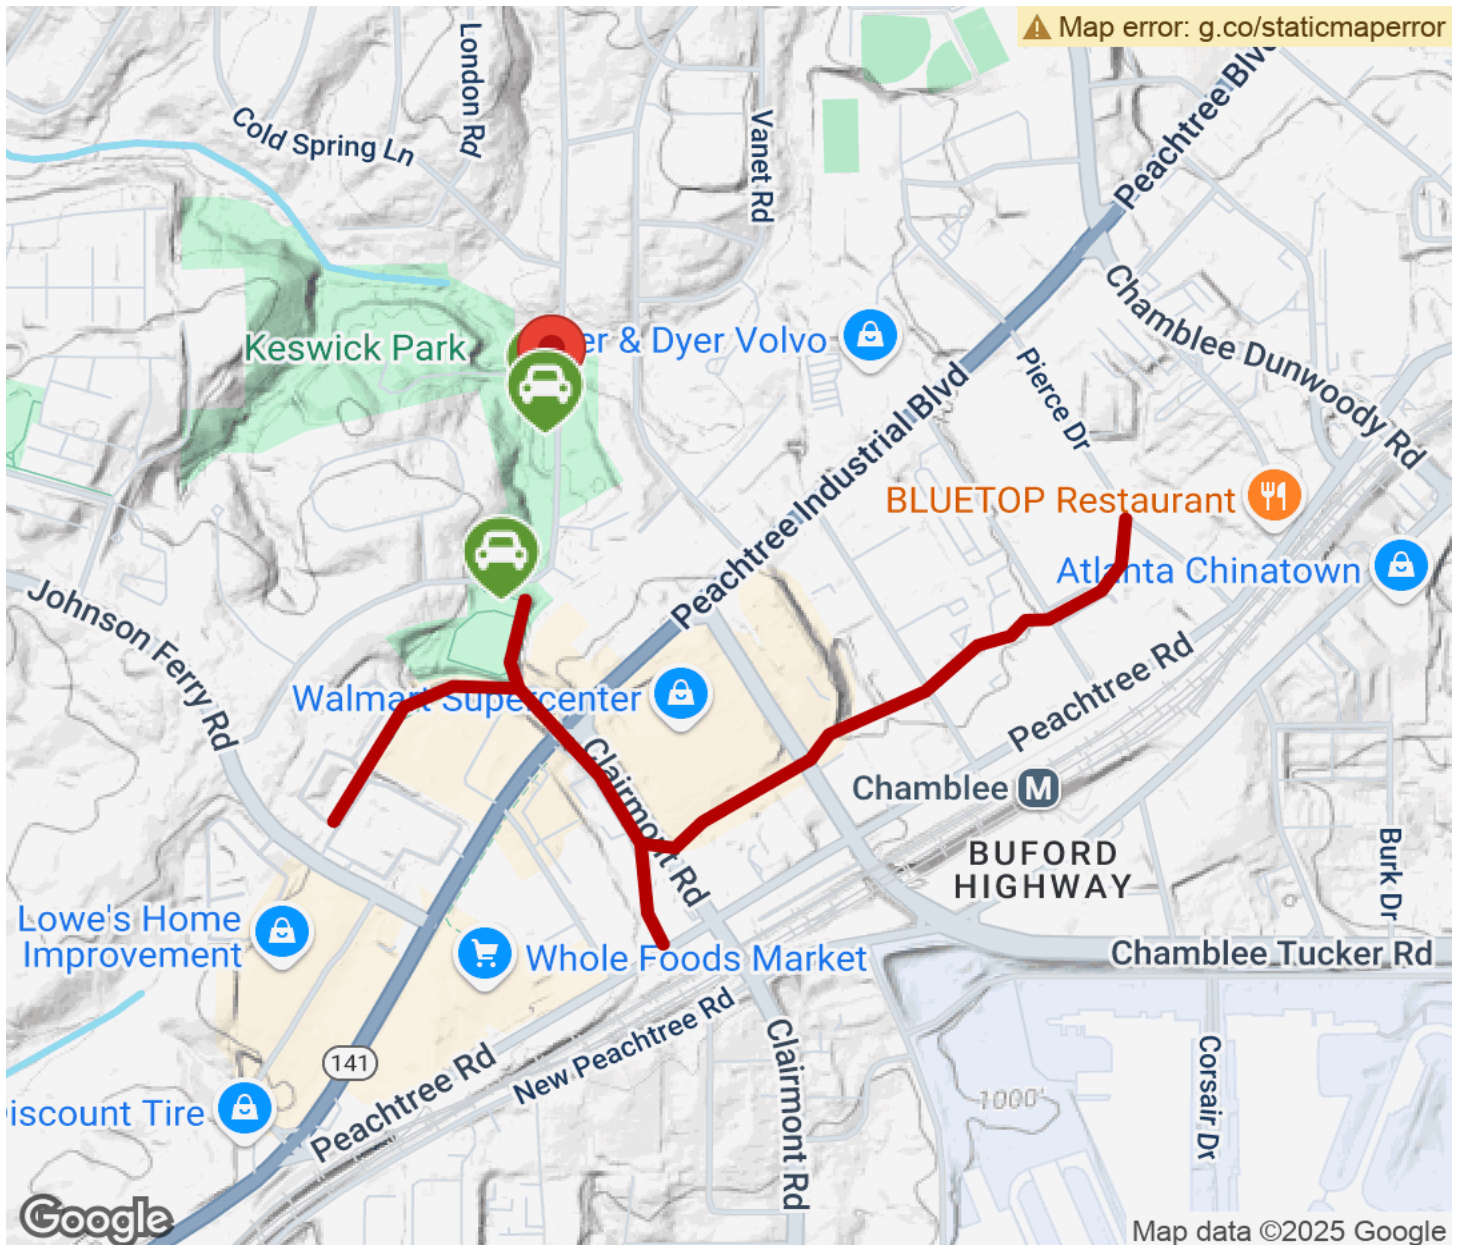 Map error: g.co/staticmaperror
London Rd
Cold Spring Ln
Vanet Rd
Peachtree Blvd
Keswick Park
er & Dyer Volvo
Chamblee Dunwoody Rd
Pierce Dr
Peachtree Industrial Blvd
BLUETOP Restaurant
Atlanta Chinatown
Johnson Ferry Rd
Walmart Supercenter
Peachtree Rd
Clairmont Rd
Chamblee M
BUFORD
HIGHWAY
Burk Dr
Lowe's Home
Improvement
Whole Foods Market
Chamblee Tucker Rd
New Peachtree Rd
141
Peachtree Rd
Clairmont Rd
Corsair Dr
1000'
iscount Tire
Google
Map data ©2025 Google